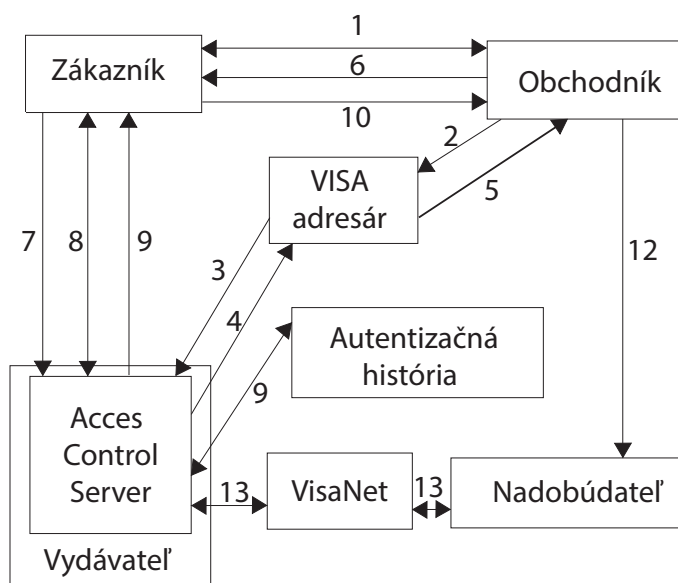 1
Zákazník
6
Obchodník
10
2
VISA
adresár
5
7
8
9
3
12
4
Autentizačná
história
9
Acces
Control
Server
13
VisaNet
13
Nadobúdateľ
Vydávateľ